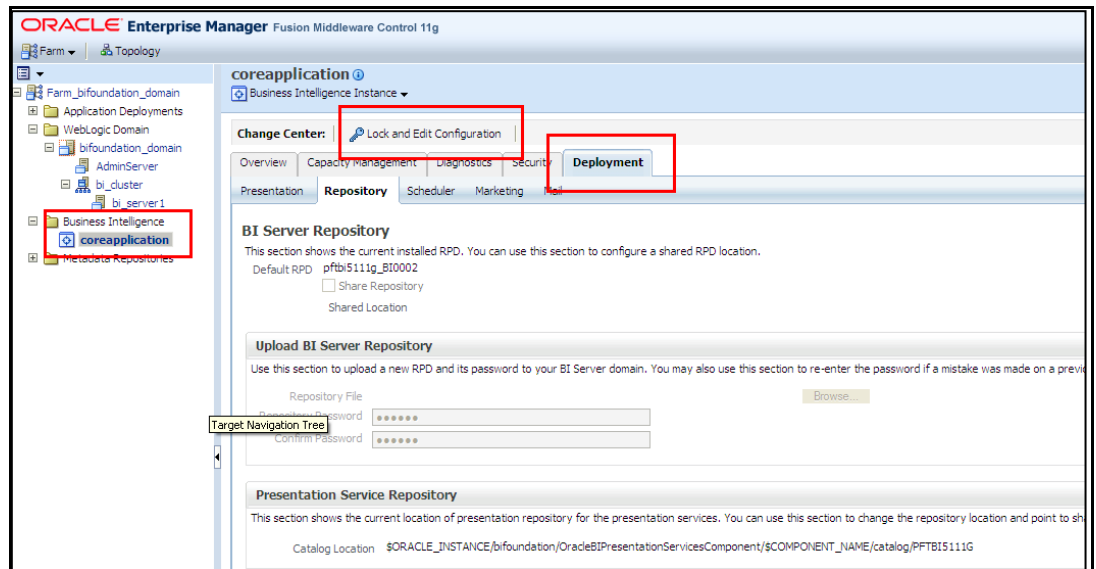 ORACLE Enterprise Manager Fusion Middleware Control 11g
Farm Topology
Farm_bifoundation_domain
Application Deployments
WebLogic Domain
bifoundation_domain
AdminServer
bi_cluster
bi_server1
Business Intelligence
coreapplication
Metadata Repositories
coreapplication
Business Intelligence Instance
Change Center: Lock and Edit Configuration
Overview Capacity Management Diagnostics Security Deployment
Presentation Repository Scheduler Marketing Mail
BI Server Repository
This section shows the current installed RPD. You can use this section to configure a shared RPD location.
Default RPD pftbi5111g_BI0002
Share Repository
Shared Location
Upload BI Server Repository
Use this section to upload a new RPD and its password to your BI Server domain. You may also use this section to re-enter the password if a mistake was made on a
Repository File Browse...
Repository Password ●●●●●●
Target Navigation Tree
Confirm Password ●●●●●●
Presentation Service Repository
This section shows the current location of presentation repository for the presentation services. You can use this section to change the repository location and point to
Catalog Location $ORACLE_INSTANCE/bifoundation/OracleBIPresentationServicesComponent/$COMPONENT_NAME/catalog/PFTBI5111G